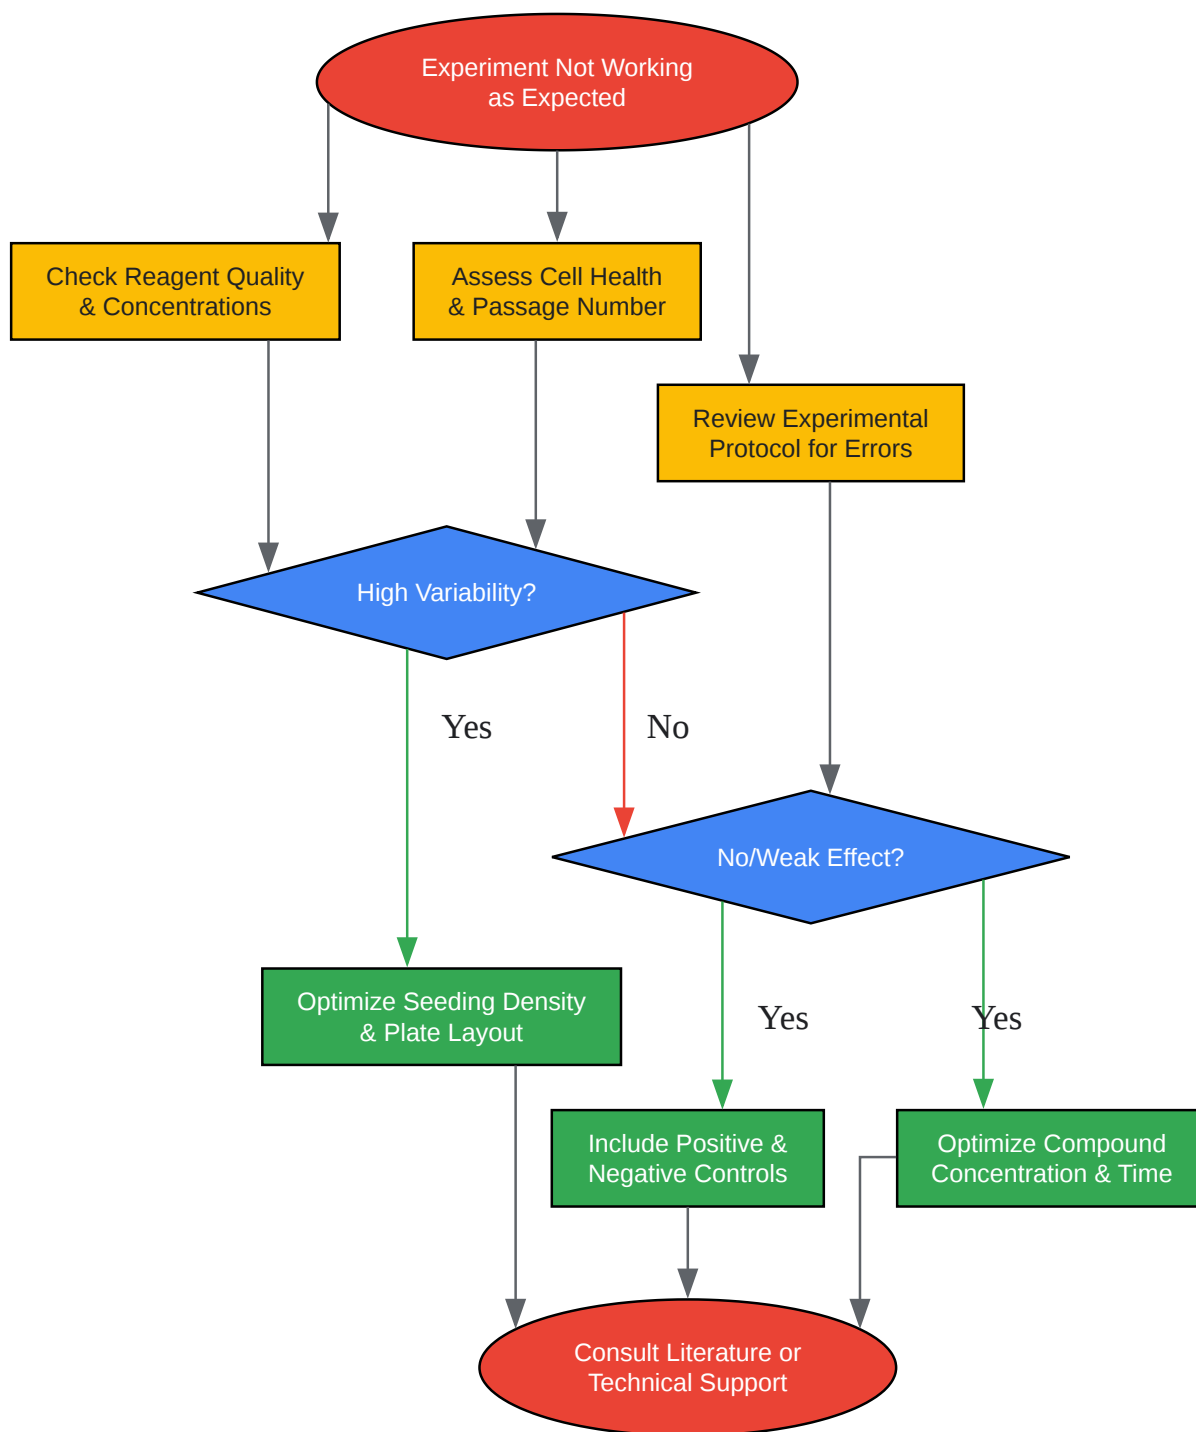 Experiment Not Working
as Expected
Check Reagent Quality
& Concentrations
Assess Cell Health
& Passage Number
Review Experimental
Protocol for Errors
High Variability?
Yes
No
No/Weak Effect?
Optimize Seeding Density
& Plate Layout
Yes
Yes
Include Positive &
Negative Controls
Optimize Compound
Concentration & Time
Consult Literature or
Technical Support